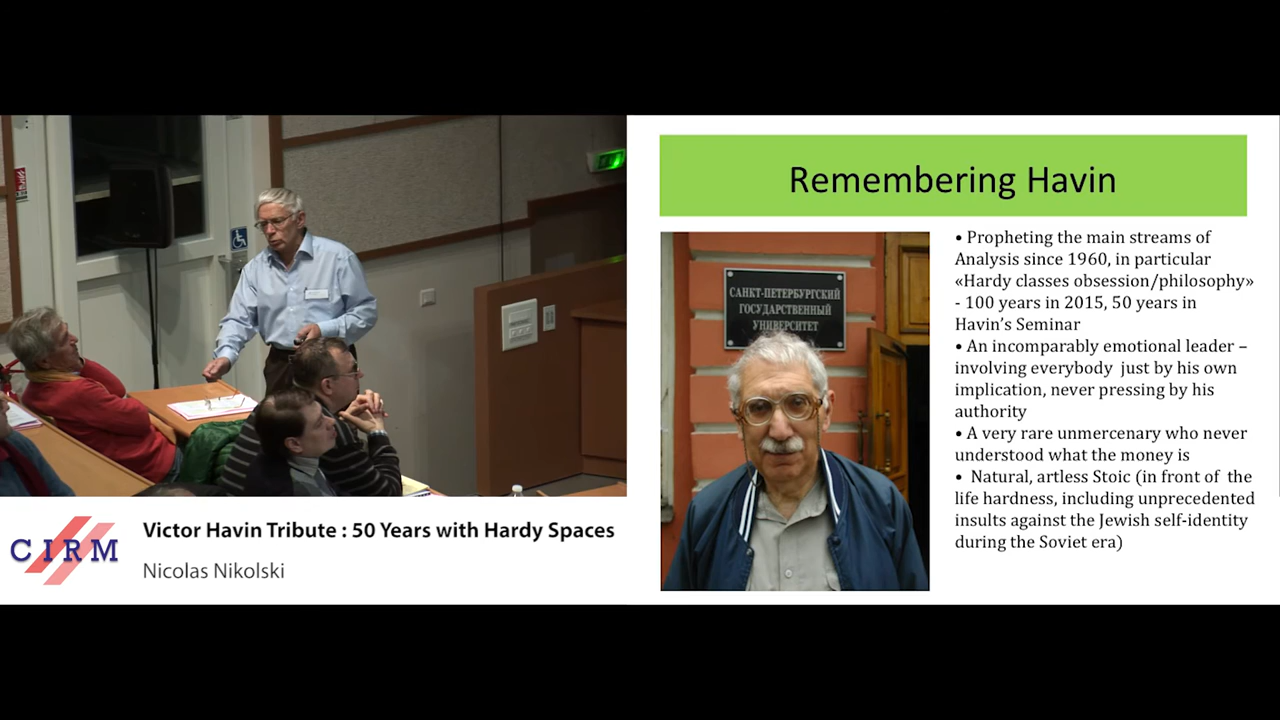 Remembering Havin
САНКТ-ПЕТЕРБУРГСКИЙ
ГОСУДАРСТВЕННЫЙ
УНИВЕРСИТЕТ
• Propheting the main streams of
Analysis since 1960, in particular
«Hardy classes obsession/philosophy»
- 100 years in 2015, 50 years in
Havin’s Seminar
• An incomparably emotional leader –
involving everybody just by his own
implication, never pressing by his
authority
• A very rare unmercenary who never
understood what the money is
• Natural, artless Stoic (in front of the
life hardness, including unprecedented
insults against the Jewish self-identity
during the Soviet era)
CIRM
Victor Havin Tribute : 50 Years with Hardy Spaces
Nicolas Nikolski